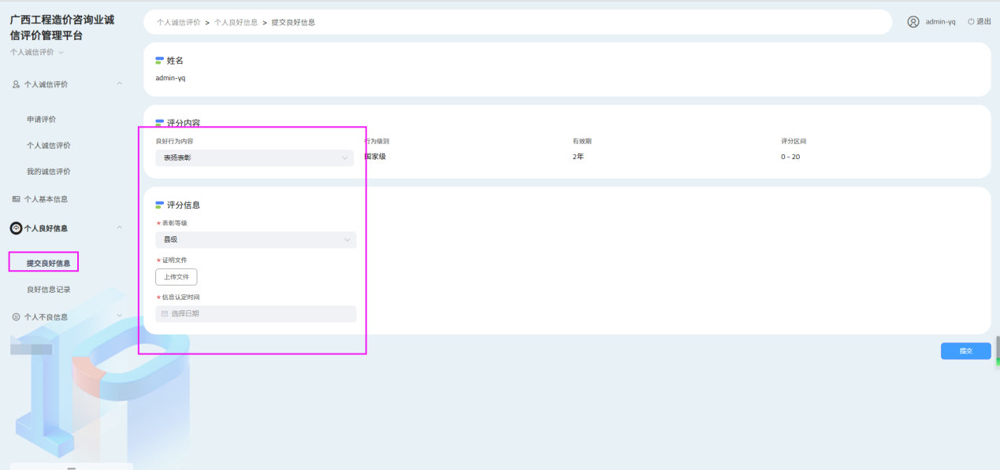 广西工程造价咨询业诚
信评价管理平台
个人诚信评价
个人诚信评价 > 个人良好信息 > 提交良好信息
admin-yq
退出
个人诚信评价
申请评价
个人诚信评价
我的诚信评价
个人基本信息
个人良好信息
提交良好信息
良好信息记录
个人不良信息
姓名
admin-yq
评分内容
良好行为内容
行为级别
有效期
评分区间
表扬表彰
国家级
2年
0 - 20
评分信息
*表彰等级
县级
*证明文件
上传文件
*信息认定时间
选择日期
提交